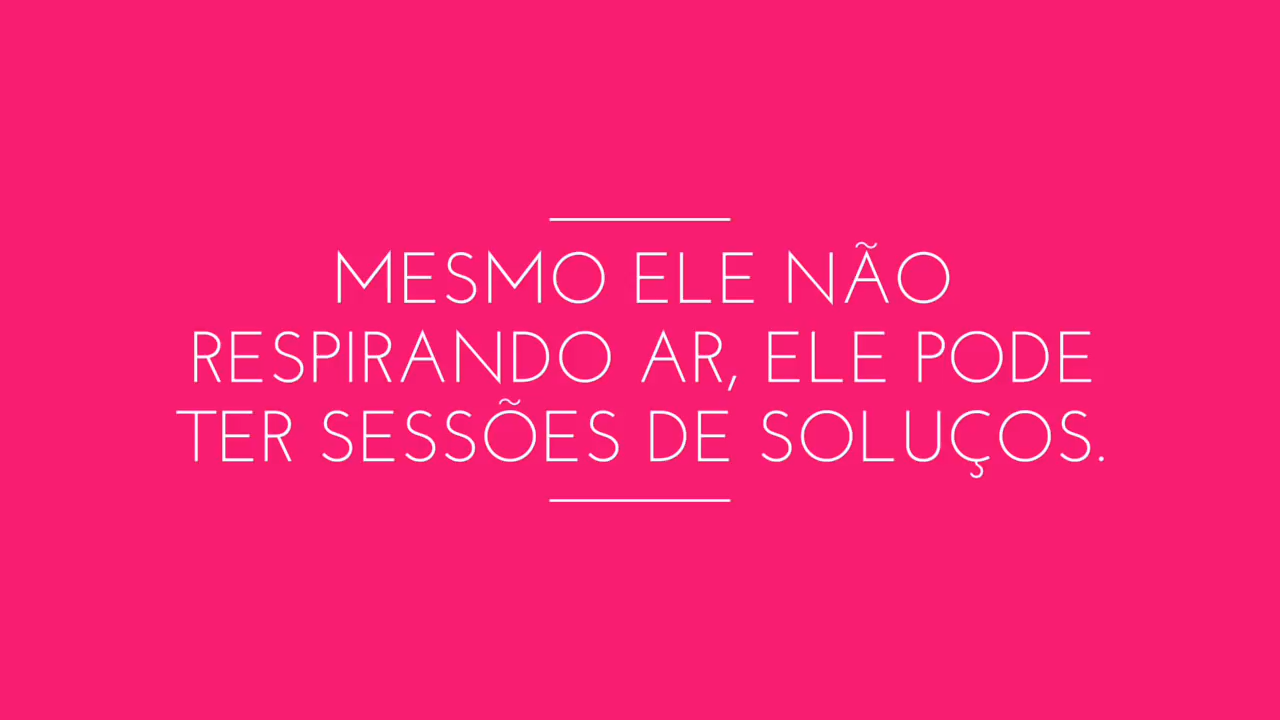 MESMO ELE NÃO
RESPIRANDO AR, ELE PODE
TER SESSÕES DE SOLUÇOS.